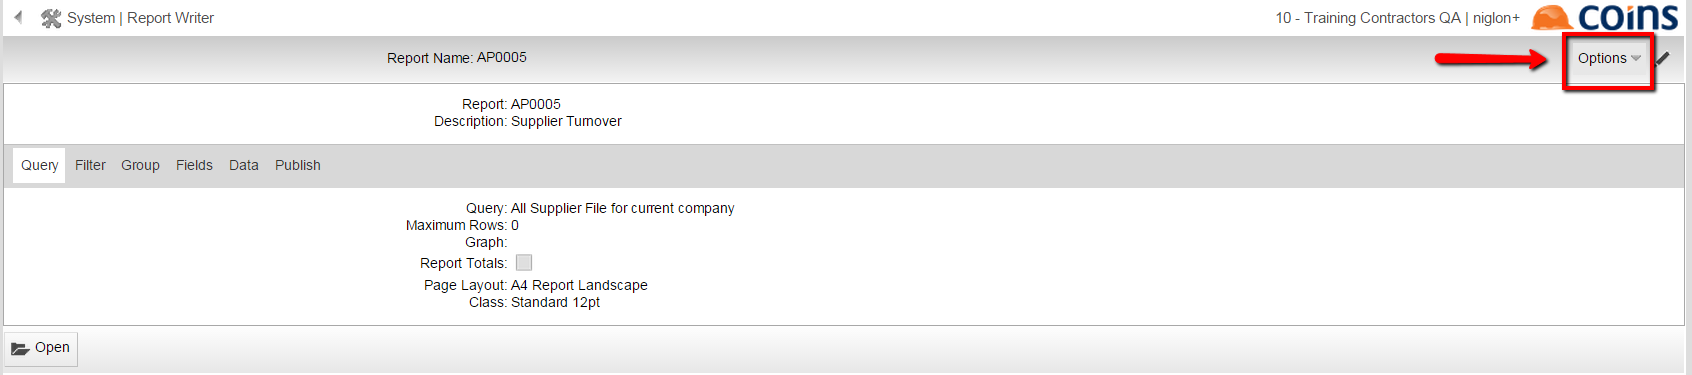 System | Report Writer
10 - Training Contractors QA | niglon+
coins
Report Name: AP0005
Options
Report: AP0005
Description: Supplier Turnover
Query Filter Group Fields Data Publish
Query: All Supplier File for current company
Maximum Rows: 0
Graph:
Report Totals:
Page Layout: A4 Report Landscape
Class: Standard 12pt
Open